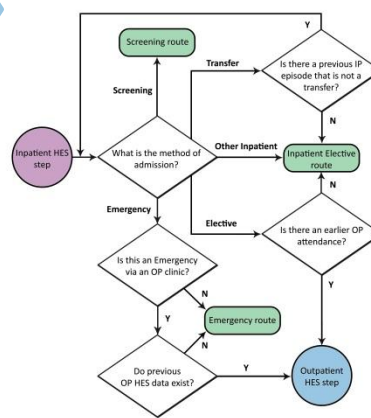 Y
Screening route
Transfer
Is there a previous IP
episode that is not a
transfer?
Screening
N
Inpatient HES
step
What is the method of
admission?
Other Inpatient
Inpatient Elective
route
Emergency
N
Elective
Is there an earlier OP
attendance?
Is this an Emergency
via an OP clinic?
N
Emergency route
Y
Y
N
Do previous
OP HES data exist?
Y
Outpatient
HES step